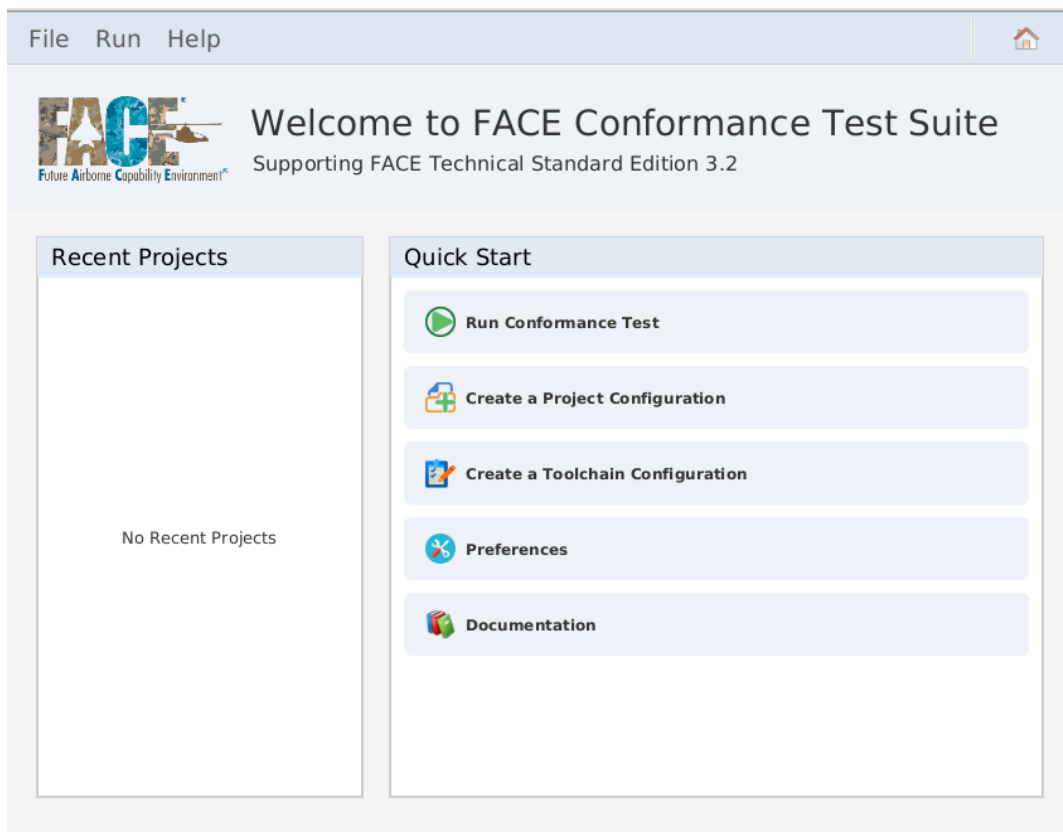 File Run Help
FACE
Future Airborne Capability Environment®
Welcome to FACE Conformance Test Suite
Supporting FACE Technical Standard Edition 3.2
Recent Projects
No Recent Projects
Quick Start
Run Conformance Test
Create a Project Configuration
Create a Toolchain Configuration
Preferences
Documentation